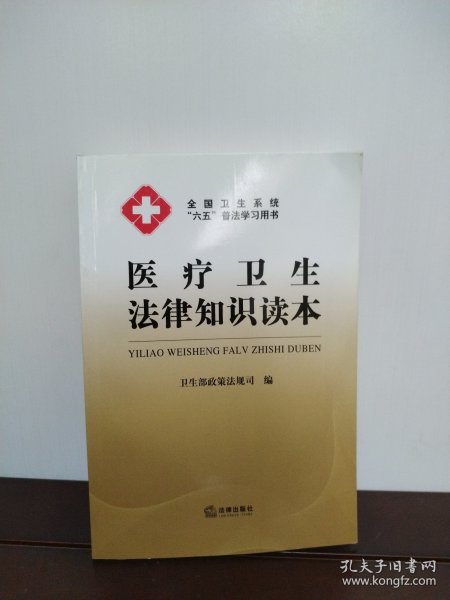 全国卫生系统
“六五”普法学习用书
医疗卫生
法律知识读本
YILIAO WEISHENG FALV ZHISHI DUBEN
卫生部政策法规司 编
法律出版社
孔夫子旧书网
www.kongfz.com